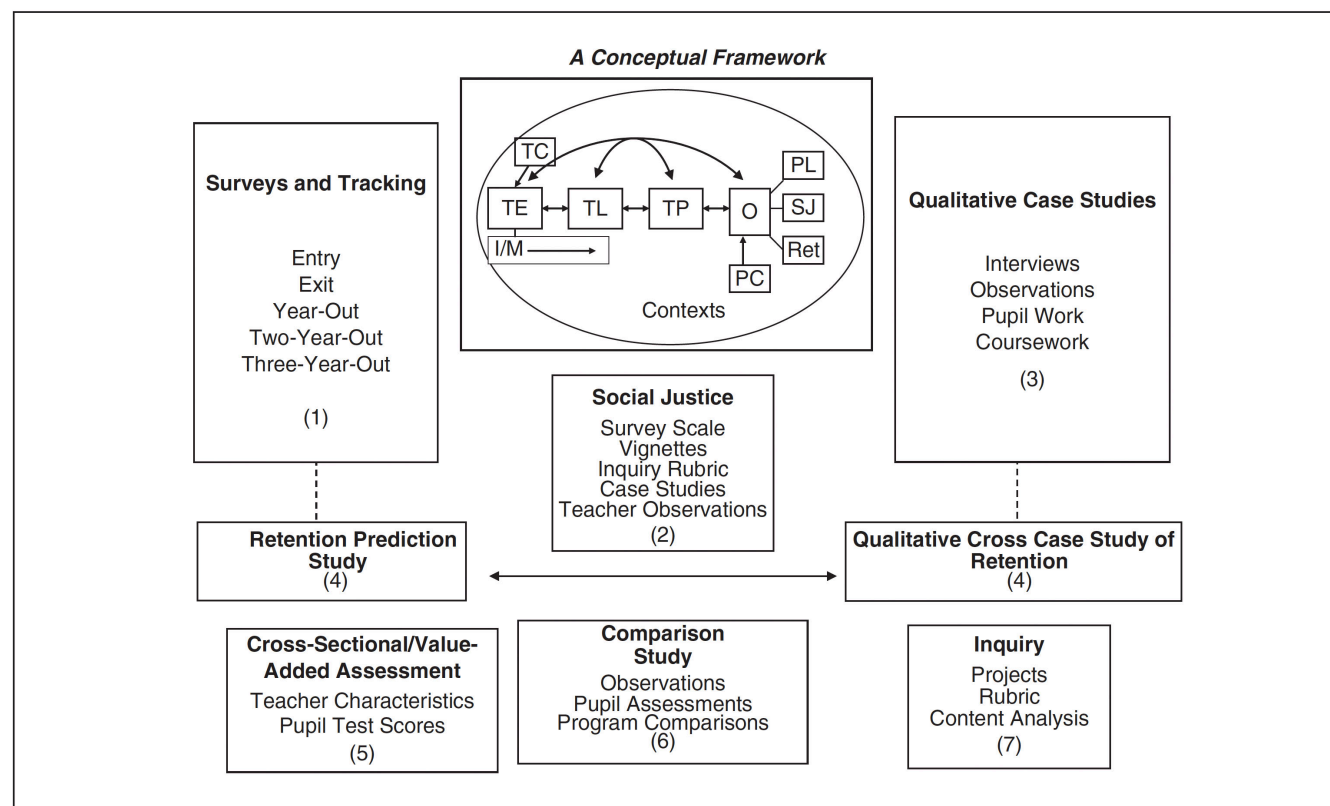 A Conceptual Framework
TC
TE
TL
TP
O
PL
SJ
Ret
I/M
PC
Contexts
Surveys and Tracking
Entry
Exit
Year-Out
Two-Year-Out
Three-Year-Out
(1)
Qualitative Case Studies
Interviews
Observations
Pupil Work
Coursework
(3)
Social Justice
Survey Scale
Vignettes
Inquiry Rubric
Case Studies
Teacher Observations
(2)
Retention Prediction
Study
(4)
Qualitative Cross Case Study of
Retention
(4)
Cross-Sectional/Value-
Added Assessment
Teacher Characteristics
Pupil Test Scores
(5)
Comparison
Study
Observations
Pupil Assessments
Program Comparisons
(6)
Inquiry
Projects
Rubric
Content Analysis
(7)